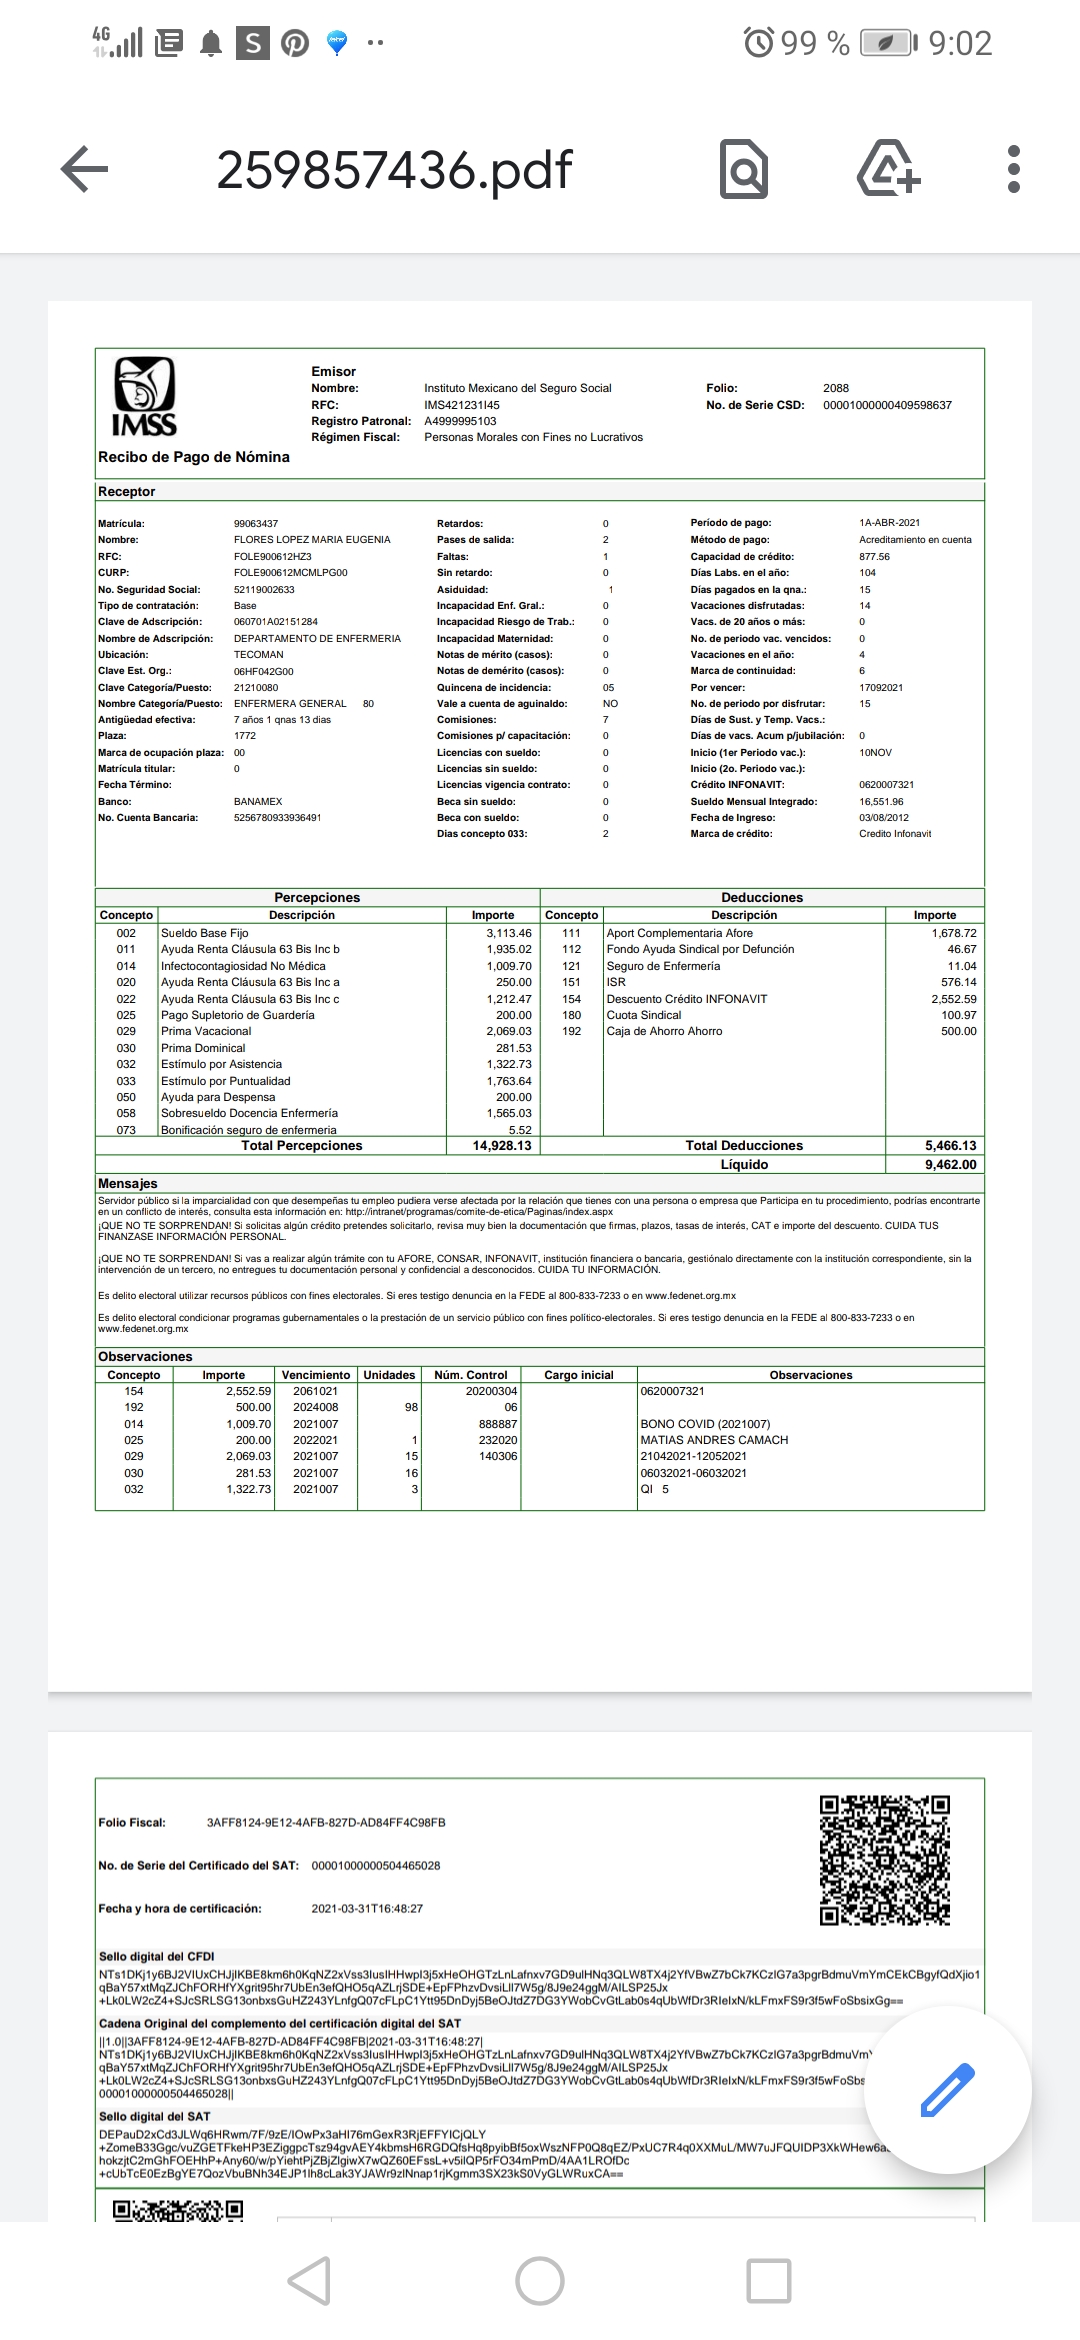 4G S 99 % 9:02
259857436.pdf
IMSS
Recibo de Pago de Nómina
Emisor
Nombre: Instituto Mexicano del Seguro Social Folio: 2088
RFC: IMS421231I45 No. de Serie CSD: 00001000000409598637
Registro Patronal: A4999995103
Régimen Fiscal: Personas Morales con Fines no Lucrativos
Receptor
Matrícula: 99063437 Retardos: 0 Período de pago: 1A-ABR-2021
Nombre: FLORES LOPEZ MARIA EUGENIA Pases de salida: 2 Método de pago: Acreditamiento en cuenta
RFC: FOLE900612HZ3 Faltas: 1 Capacidad de crédito: 877.56
CURP: FOLE900612MCMLPG00 Sin retardo: 0 Días Labs. en el año: 104
No. Seguridad Social: 52119002633 Asiduidad: 1 Días pagados en la qna.: 15
Tipo de contratación: Base Incapacidad Enf. Gral.: 0 Vacaciones disfrutadas: 14
Clave de Adscripción: 060701A02151284 Incapacidad Riesgo de Trab.: 0 Vacs. de 20 años o más: 0
Nombre de Adscripción: DEPARTAMENTO DE ENFERMERIA Incapacidad Maternidad: 0 No. de periodo vac. vencidos: 0
Ubicación: TECOMAN Notas de mérito (casos): 0 Vacaciones en el año: 4
Clave Est. Org.: 06HF042G00 Notas de demérito (casos): 0 Marca de continuidad: 6
Clave Categoría/Puesto: 21210080 Quincena de incidencia: 05 Por vencer: 17092021
Nombre Categoría/Puesto: ENFERMERA GENERAL 80 Vale a cuenta de aguinaldo: NO No. de periodo por disfrutar: 15
Antigüedad efectiva: 7 años 1 qnas 13 dias Comisiones: 7 Días de Sust. y Temp. Vacs.:
Plaza: 1772 Comisiones p/ capacitación: 0 Días de vacs. Acum p/jubilación: 0
Marca de ocupación plaza: 00 Licencias con sueldo: 0 Inicio (1er Periodo vac.): 10NOV
Matrícula titular: 0 Licencias sin sueldo: 0 Inicio (2o. Periodo vac.):
Fecha Término: Licencias vigencia contrato: 0 Crédito INFONAVIT: 0620007321
Banco: BANAMEX Beca sin sueldo: 0 Sueldo Mensual Integrado: 16,551.96
No. Cuenta Bancaria: 5256780933936491 Beca con sueldo: 0 Fecha de Ingreso: 03/08/2012
Dias concepto 033: 2 Marca de crédito: Credito Infonavit
Percepciones Deducciones
Concepto Descripción Importe Concepto Descripción Importe
002 Sueldo Base Fijo 3,113.46 111 Aport Complementaria Afore 1,678.72
011 Ayuda Renta Cláusula 63 Bis Inc b 1,935.02 112 Fondo Ayuda Sindical por Defunción 46.67
014 Infectocontagiosidad No Médica 1,009.70 121 Seguro de Enfermería 11.04
020 Ayuda Renta Cláusula 63 Bis Inc a 250.00 151 ISR 576.14
022 Ayuda Renta Cláusula 63 Bis Inc c 1,212.47 154 Descuento Crédito INFONAVIT 2,552.59
025 Pago Supletorio de Guardería 200.00 180 Cuota Sindical 100.97
029 Prima Vacacional 2,069.03 192 Caja de Ahorro Ahorro 500.00
030 Prima Dominical 281.53
032 Estímulo por Asistencia 1,322.73
033 Estímulo por Puntualidad 1,763.64
050 Ayuda para Despensa 200.00
058 Sobresueldo Docencia Enfermería 1,565.03
073 Bonificación seguro de enfermeria 5.52
Total Percepciones 14,928.13 Total Deducciones 5,466.13
Líquido 9,462.00
Mensajes
Servidor público si la imparcialidad con que desempeñas tu empleo pudiera verse afectada por la relación que tienes con una persona o empresa que Participa en tu procedimiento, podrías encontrarte
en un conflicto de interés, consulta esta información en: http://intranet/programas/comite-de-etica/Paginas/index.aspx
¡QUE NO TE SORPRENDAN! Si solicitas algún crédito pretendes solicitarlo, revisa muy bien la documentación que firmas, plazos, tasas de interés, CAT e importe del descuento. CUIDA TUS
FINANZASE INFORMACIÓN PERSONAL.
¡QUE NO TE SORPRENDAN! Si vas a realizar algún trámite con tu AFORE, CONSAR, INFONAVIT, institución financiera o bancaria, gestiónalo directamente con la institución correspondiente, sin la
intervención de un tercero, no entregues tu documentación personal y confidencial a desconocidos. CUIDA TU INFORMACIÓN.
Es delito electoral utilizar recursos públicos con fines electorales. Si eres testigo denuncia en la FEDE al 800-833-7233 o en www.fedenet.org.mx
Es delito electoral condicionar programas gubernamentales o la prestación de un servicio público con fines político-electorales. Si eres testigo denuncia en la FEDE al 800-833-7233 o en
www.fedenet.org.mx
Observaciones
Concepto Importe Vencimiento Unidades Núm. Control Cargo inicial Observaciones
154 2,552.59 2061021 20200304 0620007321
192 500.00 2024008 98 06
014 1,009.70 2021007 888887 BONO COVID (2021007)
025 200.00 2022021 1 232020 MATIAS ANDRES CAMACH
029 2,069.03 2021007 15 140306 21042021-12052021
030 281.53 2021007 16 06032021-06032021
032 1,322.73 2021007 3 QI 5
Folio Fiscal: 3AFF8124-9E12-4AFB-827D-AD84FF4C98FB
No. de Serie del Certificado del SAT: 00001000000504465028
Fecha y hora de certificación: 2021-03-31T16:48:27
Sello digital del CFDI
Cadena Original del complemento de certificación digital del SAT
||1.0||3AFF8124-9E12-4AFB-827D-AD84FF4C98FB|2021-03-31T16:48:27|
00001000000504465028||
Sello digital del SAT